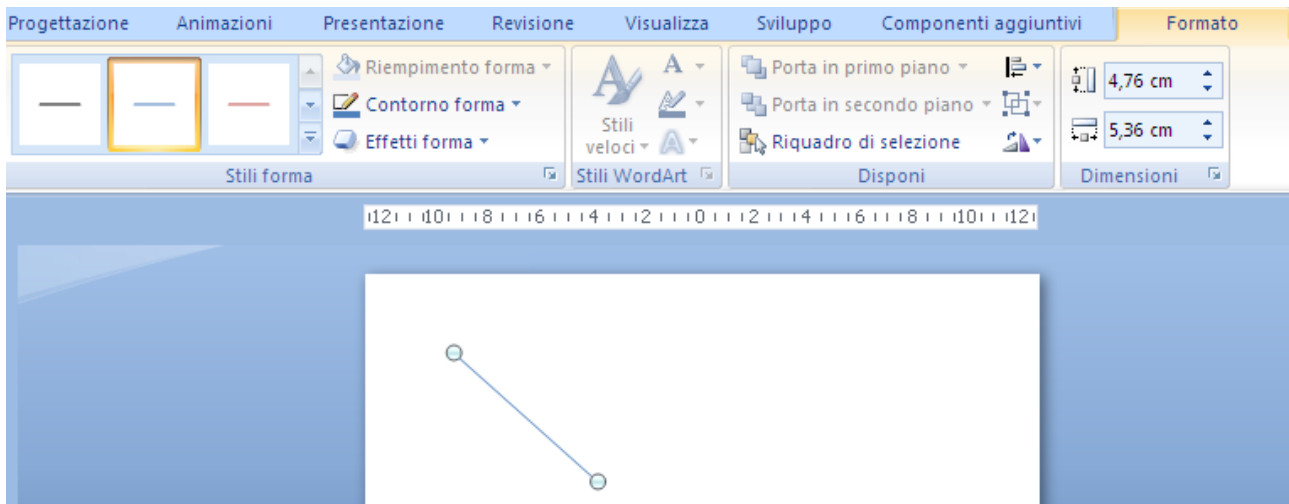 Progettazione Animazioni Presentazione Revisione Visualizza Sviluppo Componenti aggiuntivi Formato
Riempimento forma
Contorno forma
Effetti forma
Stili forma
A
A
Stili
veloci
A
Stili WordArt
Porta in primo piano
Porta in secondo piano
Riquadro di selezione
Disponi
4,76 cm
5,36 cm
Dimensioni
12 10 8 6 4 2 0 2 4 6 8 10 12